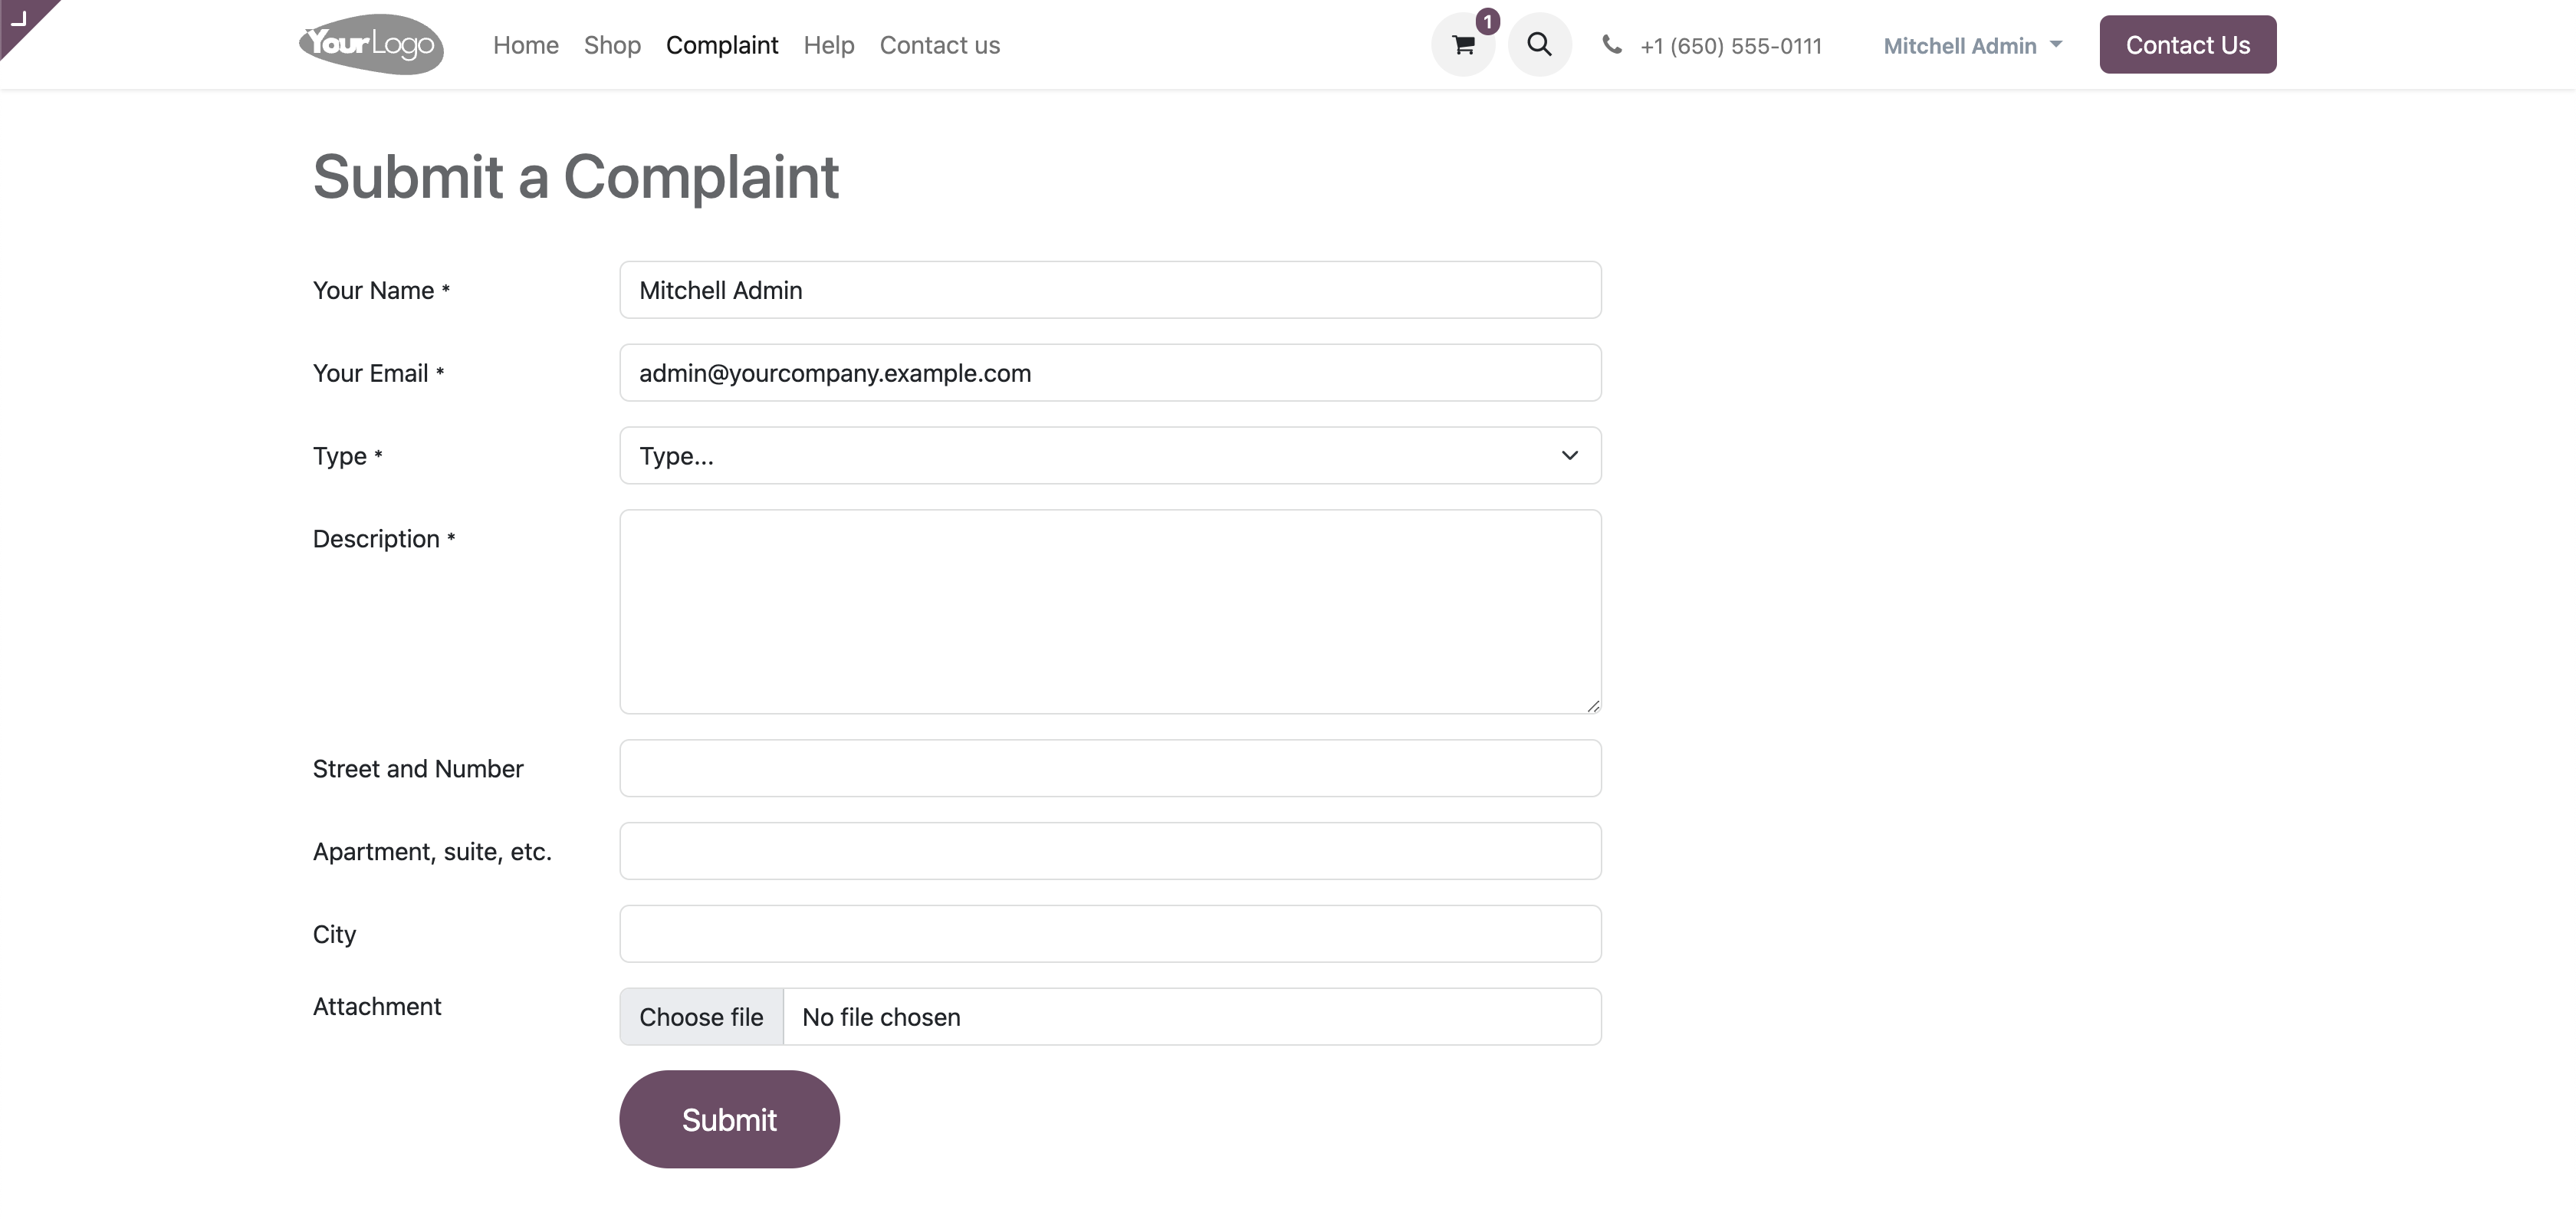 YourLogo Home Shop Complaint Help Contact us 1 +1 (650) 555-0111 Mitchell Admin Contact Us
Submit a Complaint
Your Name * Mitchell Admin
Your Email * admin@yourcompany.example.com
Type * Type...
Description *
Street and Number
Apartment, suite, etc.
City
Attachment Choose file No file chosen
Submit